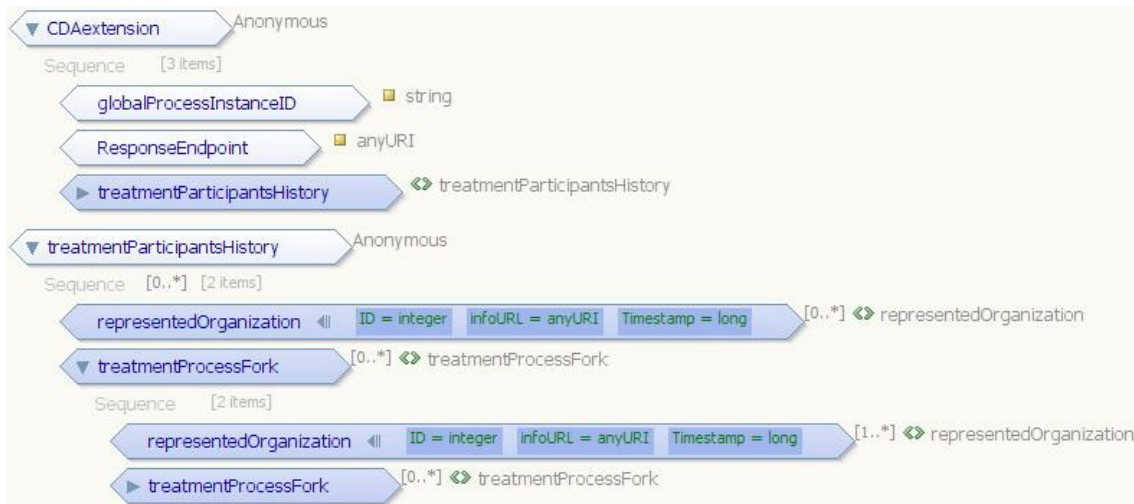 CDAextension Anonymous
Sequence [3 items]
globalProcessInstanceID string
ResponseEndpoint anyURI
treatmentParticipantsHistory treatmentParticipantsHistory
treatmentParticipantsHistory Anonymous
Sequence [0..*] [2 items]
representedOrganization ID = integer infoURL = anyURI Timestamp = long [0..*] representedOrganization
treatmentProcessFork [0..*] treatmentProcessFork
Sequence [2 items]
representedOrganization ID = integer infoURL = anyURI Timestamp = long [1..*] representedOrganization
treatmentProcessFork [0..*] treatmentProcessFork